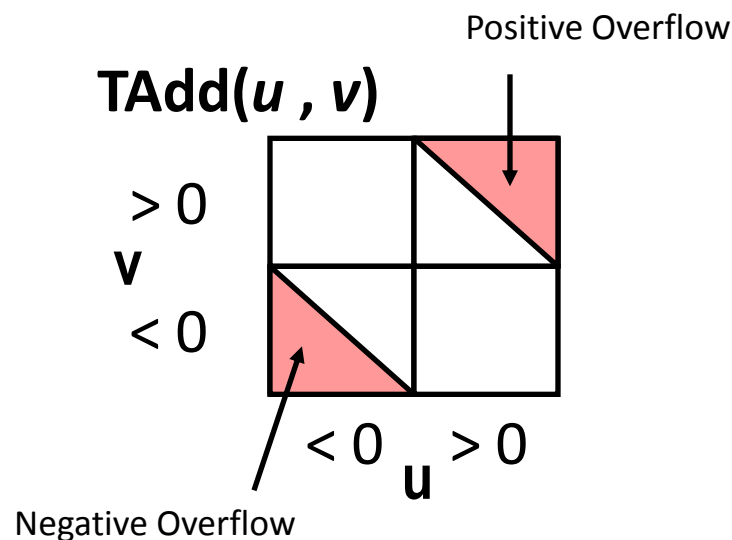 Positive Overflow
TAdd(u , v)
> 0
v
< 0
< 0 > 0
u
Negative Overflow